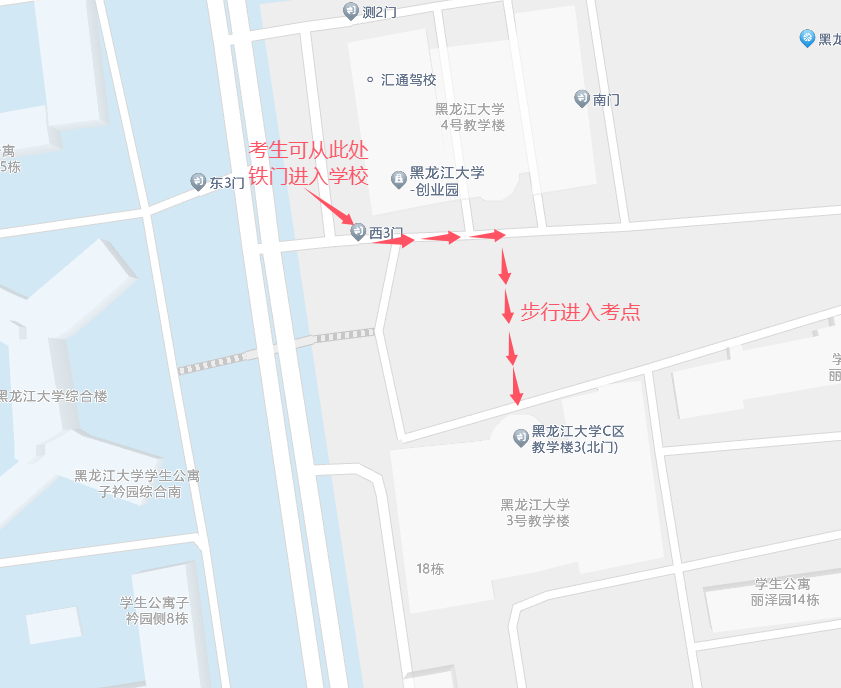 测2门
黑龙
汇通驾校
南门
黑龙江大学
4号教学楼
考生可从此处
铁门进入学校
寓
5栋
黑龙江大学
-创业园
东3门
西3门
步行进入考点
学
丽
黑龙江大学综合楼
黑龙江大学C区
教学楼3(北门)
黑龙江大学学生公寓
子衿园综合南
黑龙江大学
3号教学楼
18栋
学生公寓
丽泽园14栋
学生公寓子
衿园侧8栋